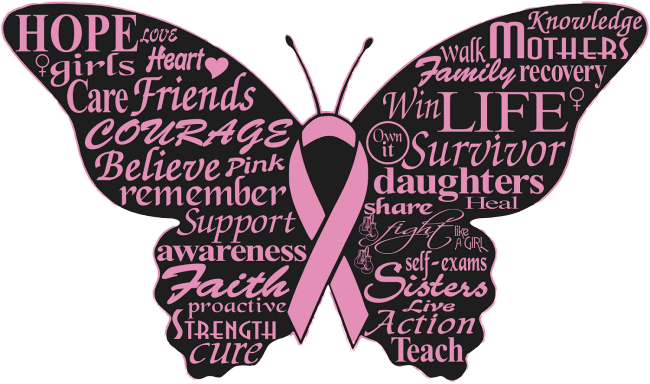 HOPE LOVE
girls Heart
Care Friends
COURAGE
Believe Pink
remember
Support
awareness
Faith
proactive
STRENGTH
cure
Knowledge
walk MOTHERS
Family recovery
Win LIFE
Own it Survivor
daughters
share Heal
fight like A GIRL
self-exams
Sisters
Live
Action
Teach